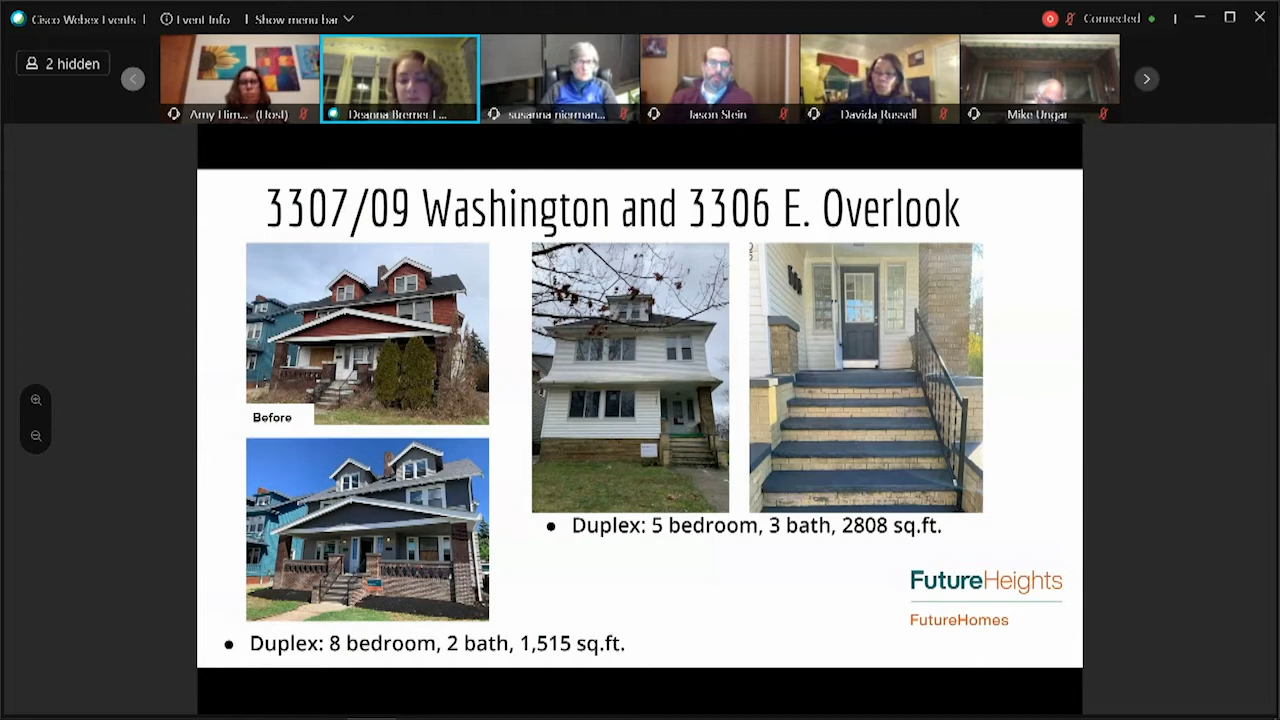 Cisco Webex Events
Event Info
Show menu bar
Connected
2 hidden
Amy Him... (Host)
Deanna Bremer F...
susanna nierman...
Jason Stein
Davida Russell
Mike Ungar
3307/09 Washington and 3306 E. Overlook
Before
• Duplex: 5 bedroom, 3 bath, 2808 sq.ft.
FutureHeights
FutureHomes
• Duplex: 8 bedroom, 2 bath, 1,515 sq.ft.